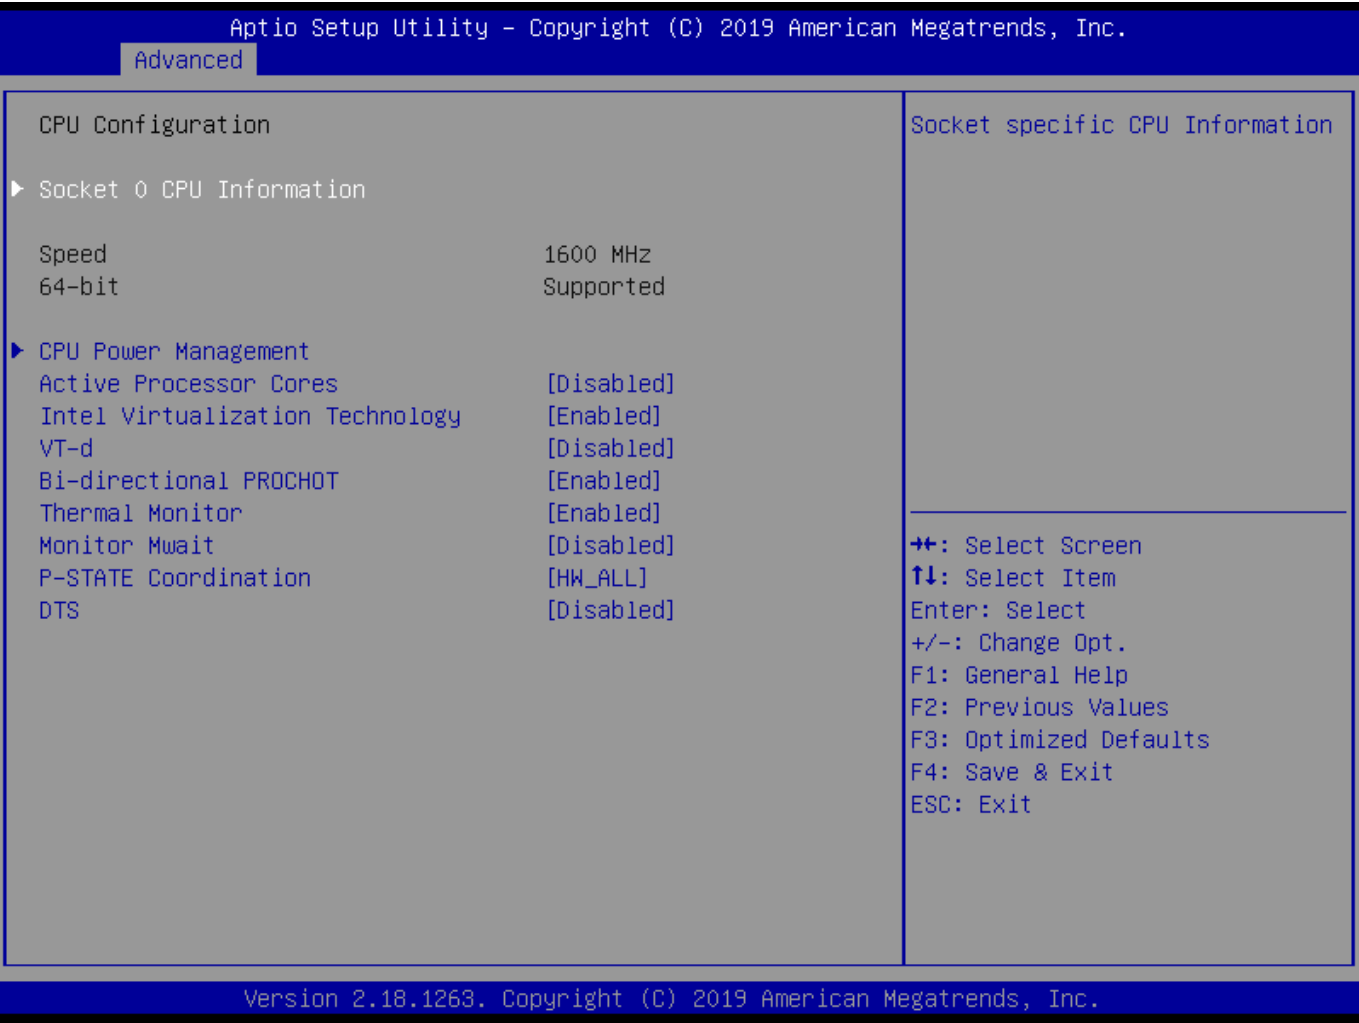 Aptio Setup Utility – Copyright (C) 2019 American Megatrends, Inc.
Advanced
CPU Configuration
Socket 0 CPU Information
Speed 1600 MHz
64-bit Supported
CPU Power Management
Active Processor Cores [Disabled]
Intel Virtualization Technology [Enabled]
VT-d [Disabled]
Bi-directional PROCHOT [Enabled]
Thermal Monitor [Enabled]
Monitor Mwait [Disabled]
P-STATE Coordination [HW_ALL]
DTS [Disabled]
Socket specific CPU Information
→←: Select Screen
↑↓: Select Item
Enter: Select
+/-: Change Opt.
F1: General Help
F2: Previous Values
F3: Optimized Defaults
F4: Save & Exit
ESC: Exit
Version 2.18.1263. Copyright (C) 2019 American Megatrends, Inc.